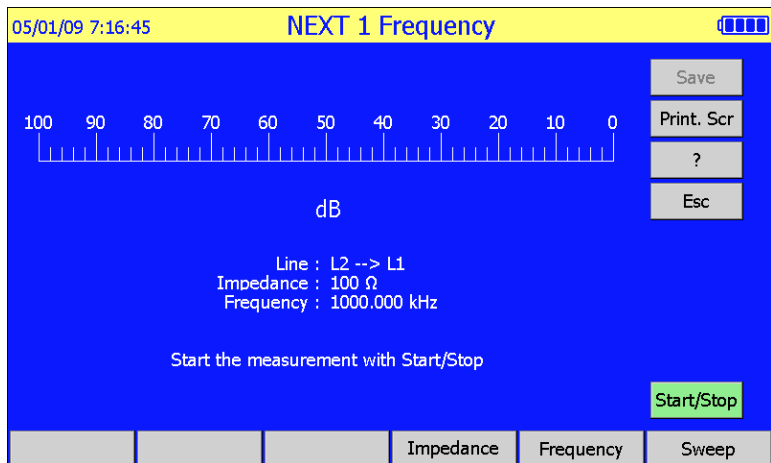 05/01/09 7:16:45 NEXT 1 Frequency
Save
Print. Scr
?
Esc
100 90 80 70 60 50 40 30 20 10 0
dB
Line : L2 --> L1
Impedance : 100 Ω
Frequency : 1000.000 kHz
Start the measurement with Start/Stop
Start/Stop
Impedance Frequency Sweep